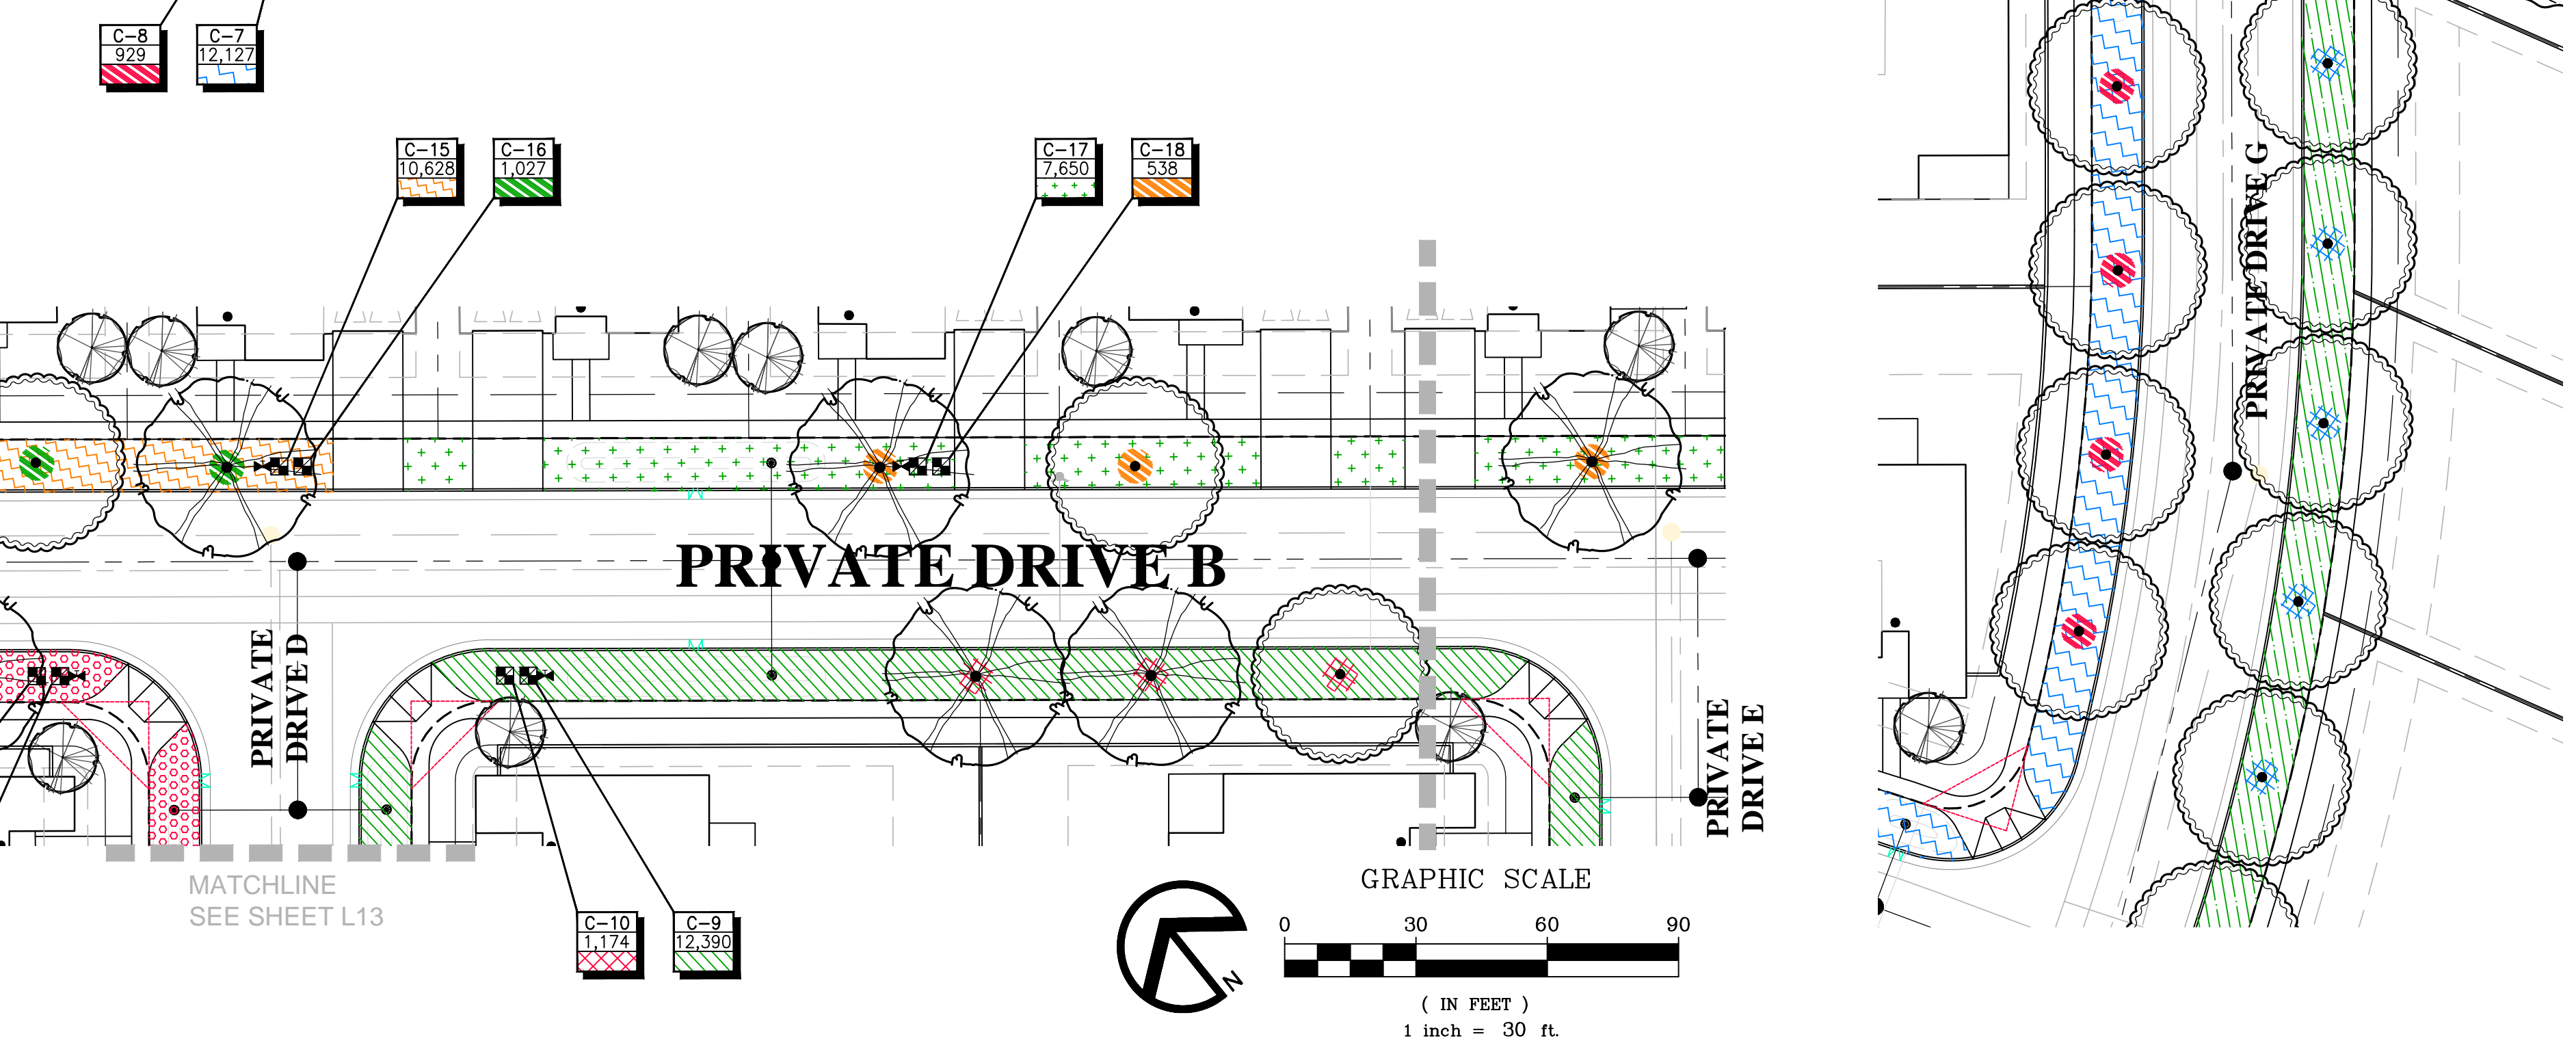 C-8
929
C-7
12,127
C-15
10,628
C-16
1,027
C-17
7,650
C-18
538
PRIVATE DRIVE G
PRIVATE DRIVE B
PRIVATE
DRIVE D
PRIVATE
DRIVE E
MATCHLINE
SEE SHEET L13
C-10
1,174
C-9
12,390
N
GRAPHIC SCALE
0 30 60 90
( IN FEET )
1 inch = 30 ft.